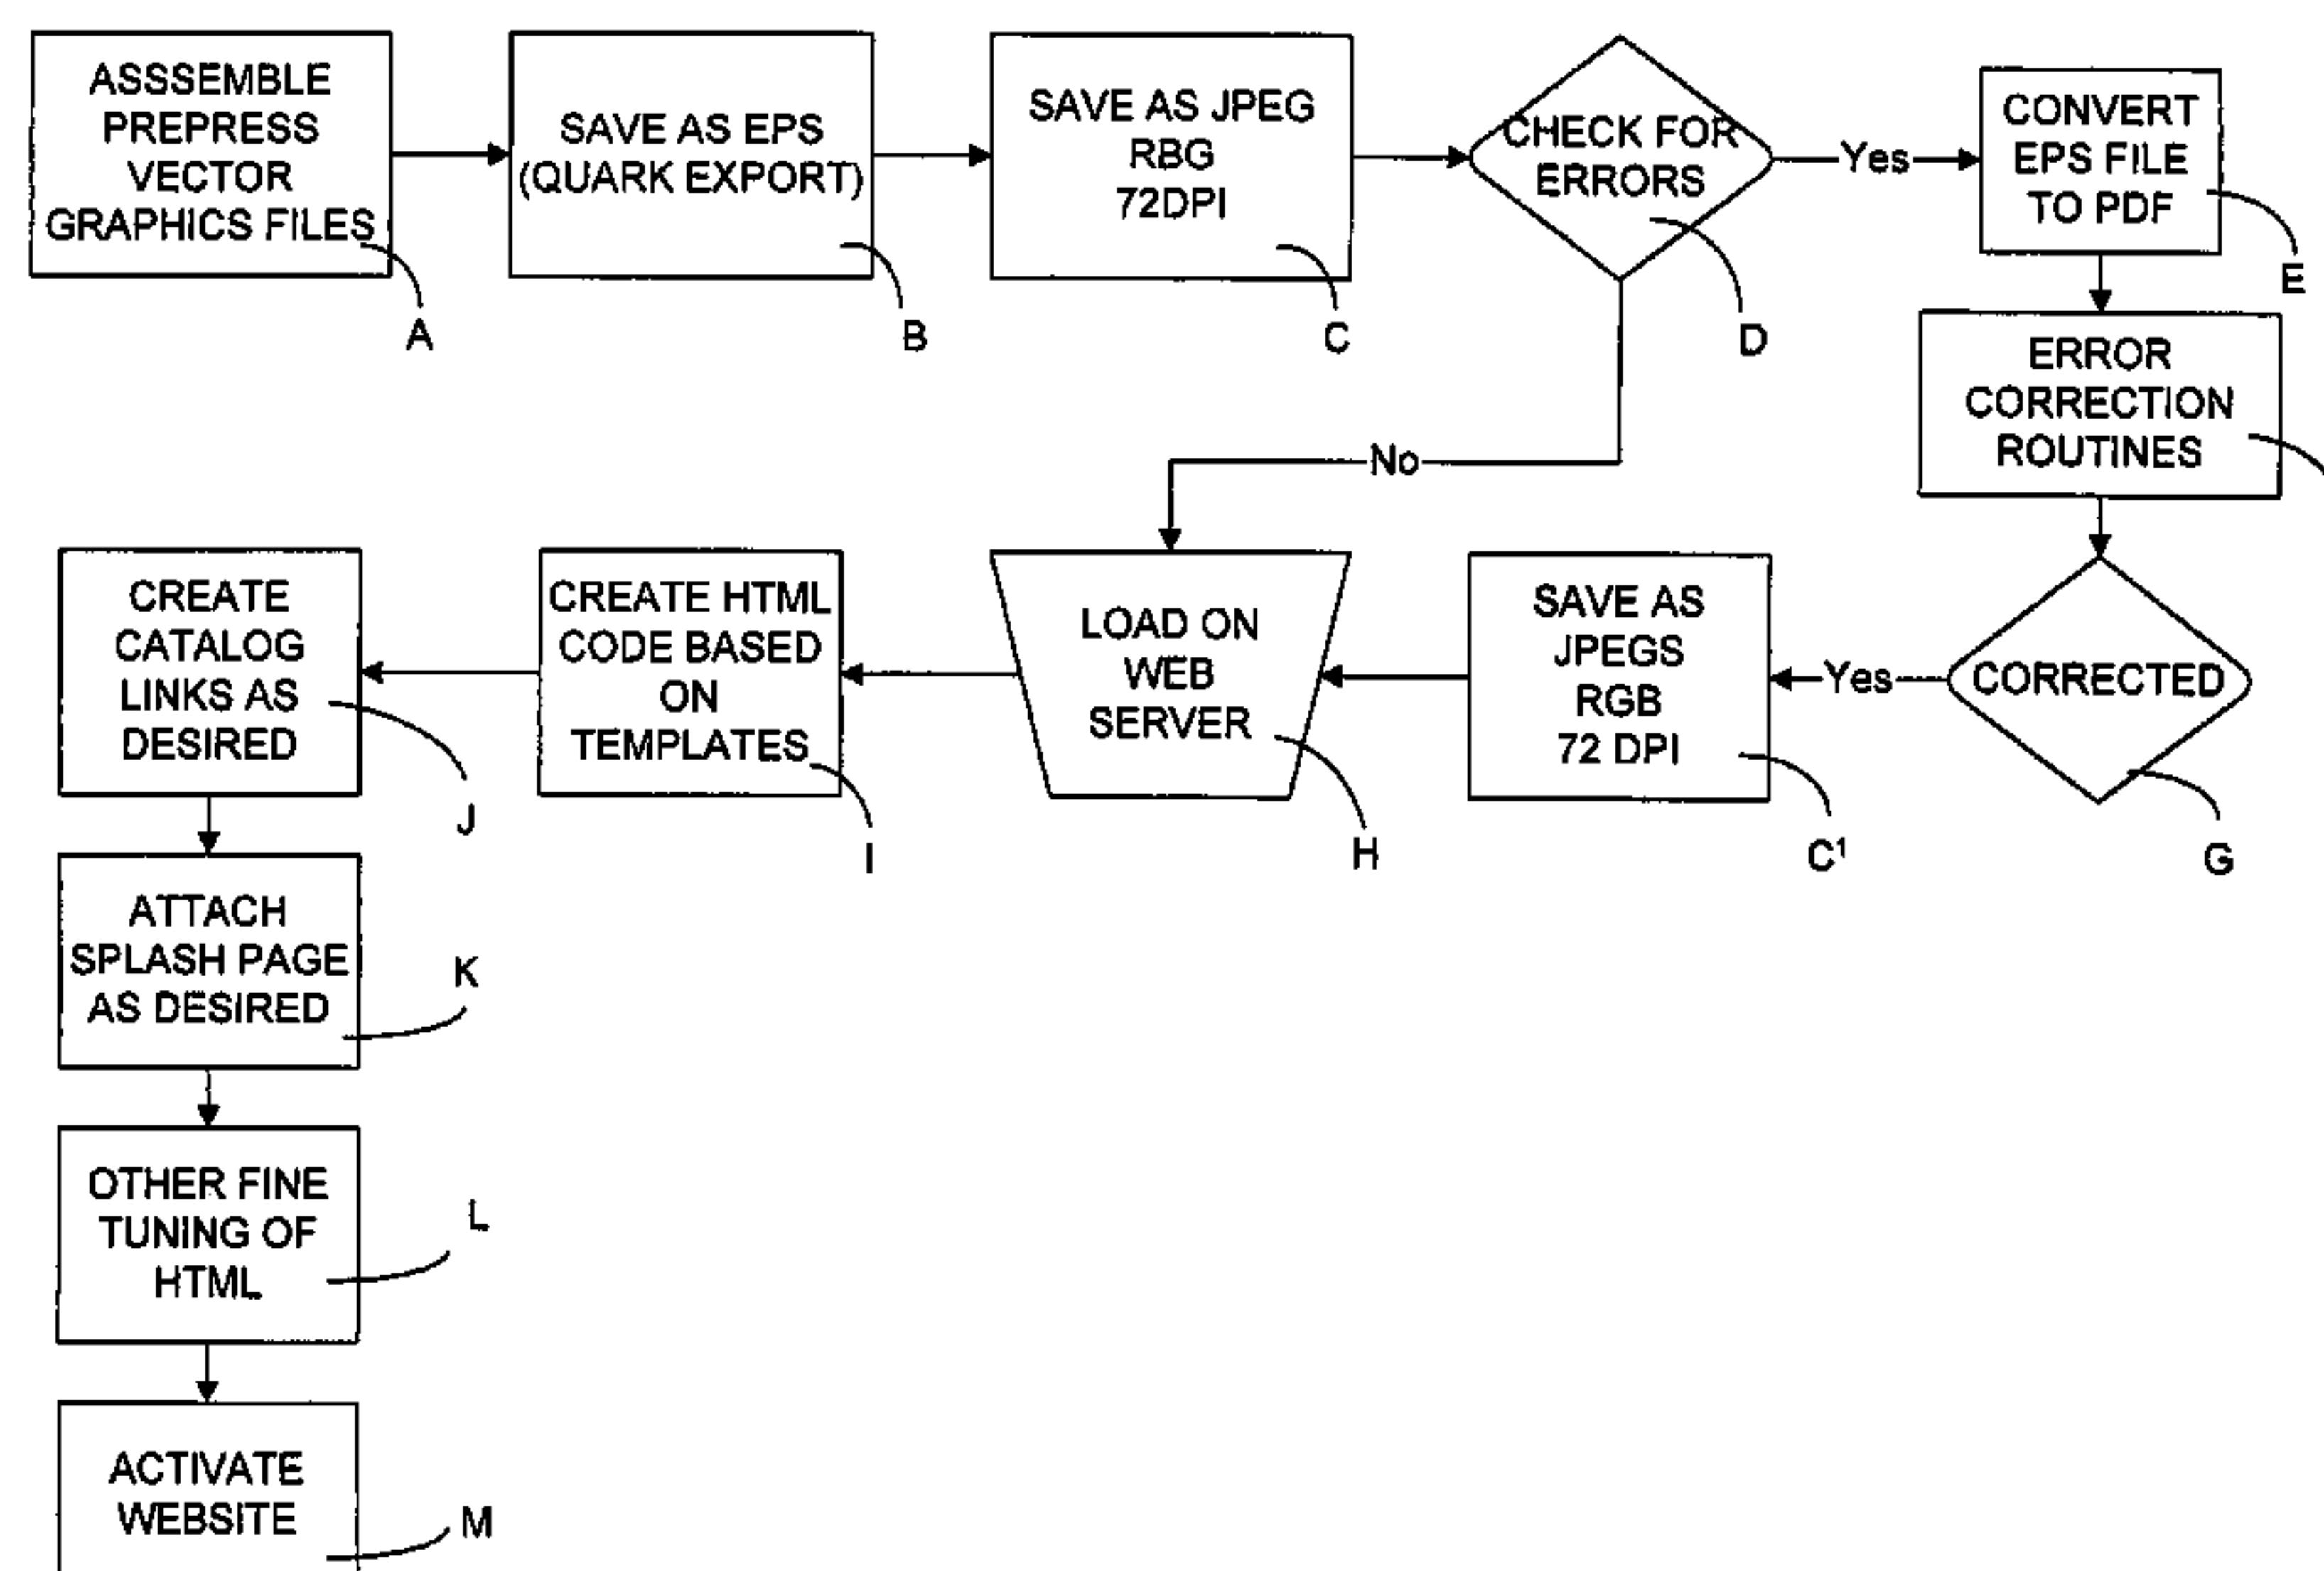 ASSSEMBLE
PREPRESS
VECTOR
GRAPHICS FILES
A
SAVE AS EPS
(QUARK EXPORT)
B
SAVE AS JPEG
RBG
72DPI
C
CHECK FOR
ERRORS
D
Yes
CONVERT
EPS FILE
TO PDF
E
ERROR
CORRECTION
ROUTINES
No
CORRECTED
G
Yes
SAVE AS
JPEGS
RGB
72 DPI
C¹
LOAD ON
WEB
SERVER
H
CREATE HTML
CODE BASED
ON
TEMPLATES
I
CREATE
CATALOG
LINKS AS
DESIRED
J
ATTACH
SPLASH PAGE
AS DESIRED
K
OTHER FINE
TUNING OF
HTML
L
ACTIVATE
WEBSITE
M